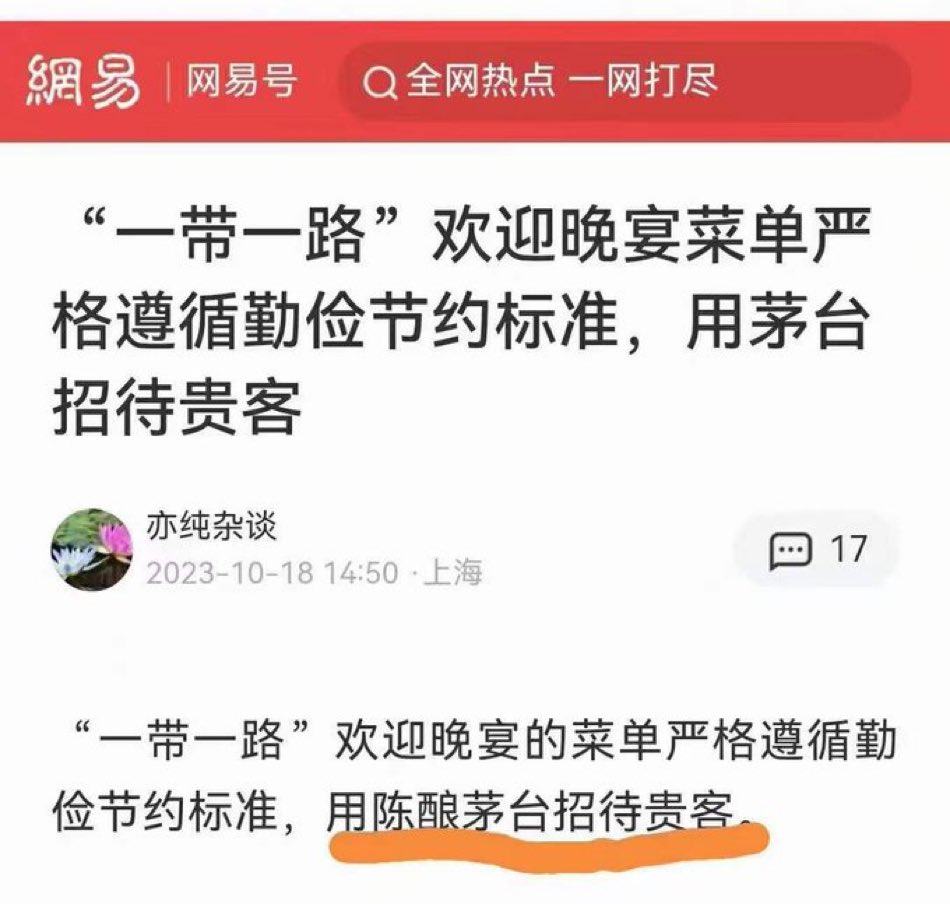 網易 网易号 全网热点 一网打尽
“一带一路”欢迎晚宴菜单严
格遵循勤俭节约标准，用茅台
招待贵客
亦纯杂谈
2023-10-18 14:50 ·上海
17
“一带一路”欢迎晚宴的菜单严格遵循勤
俭节约标准，用陈酿茅台招待贵客。